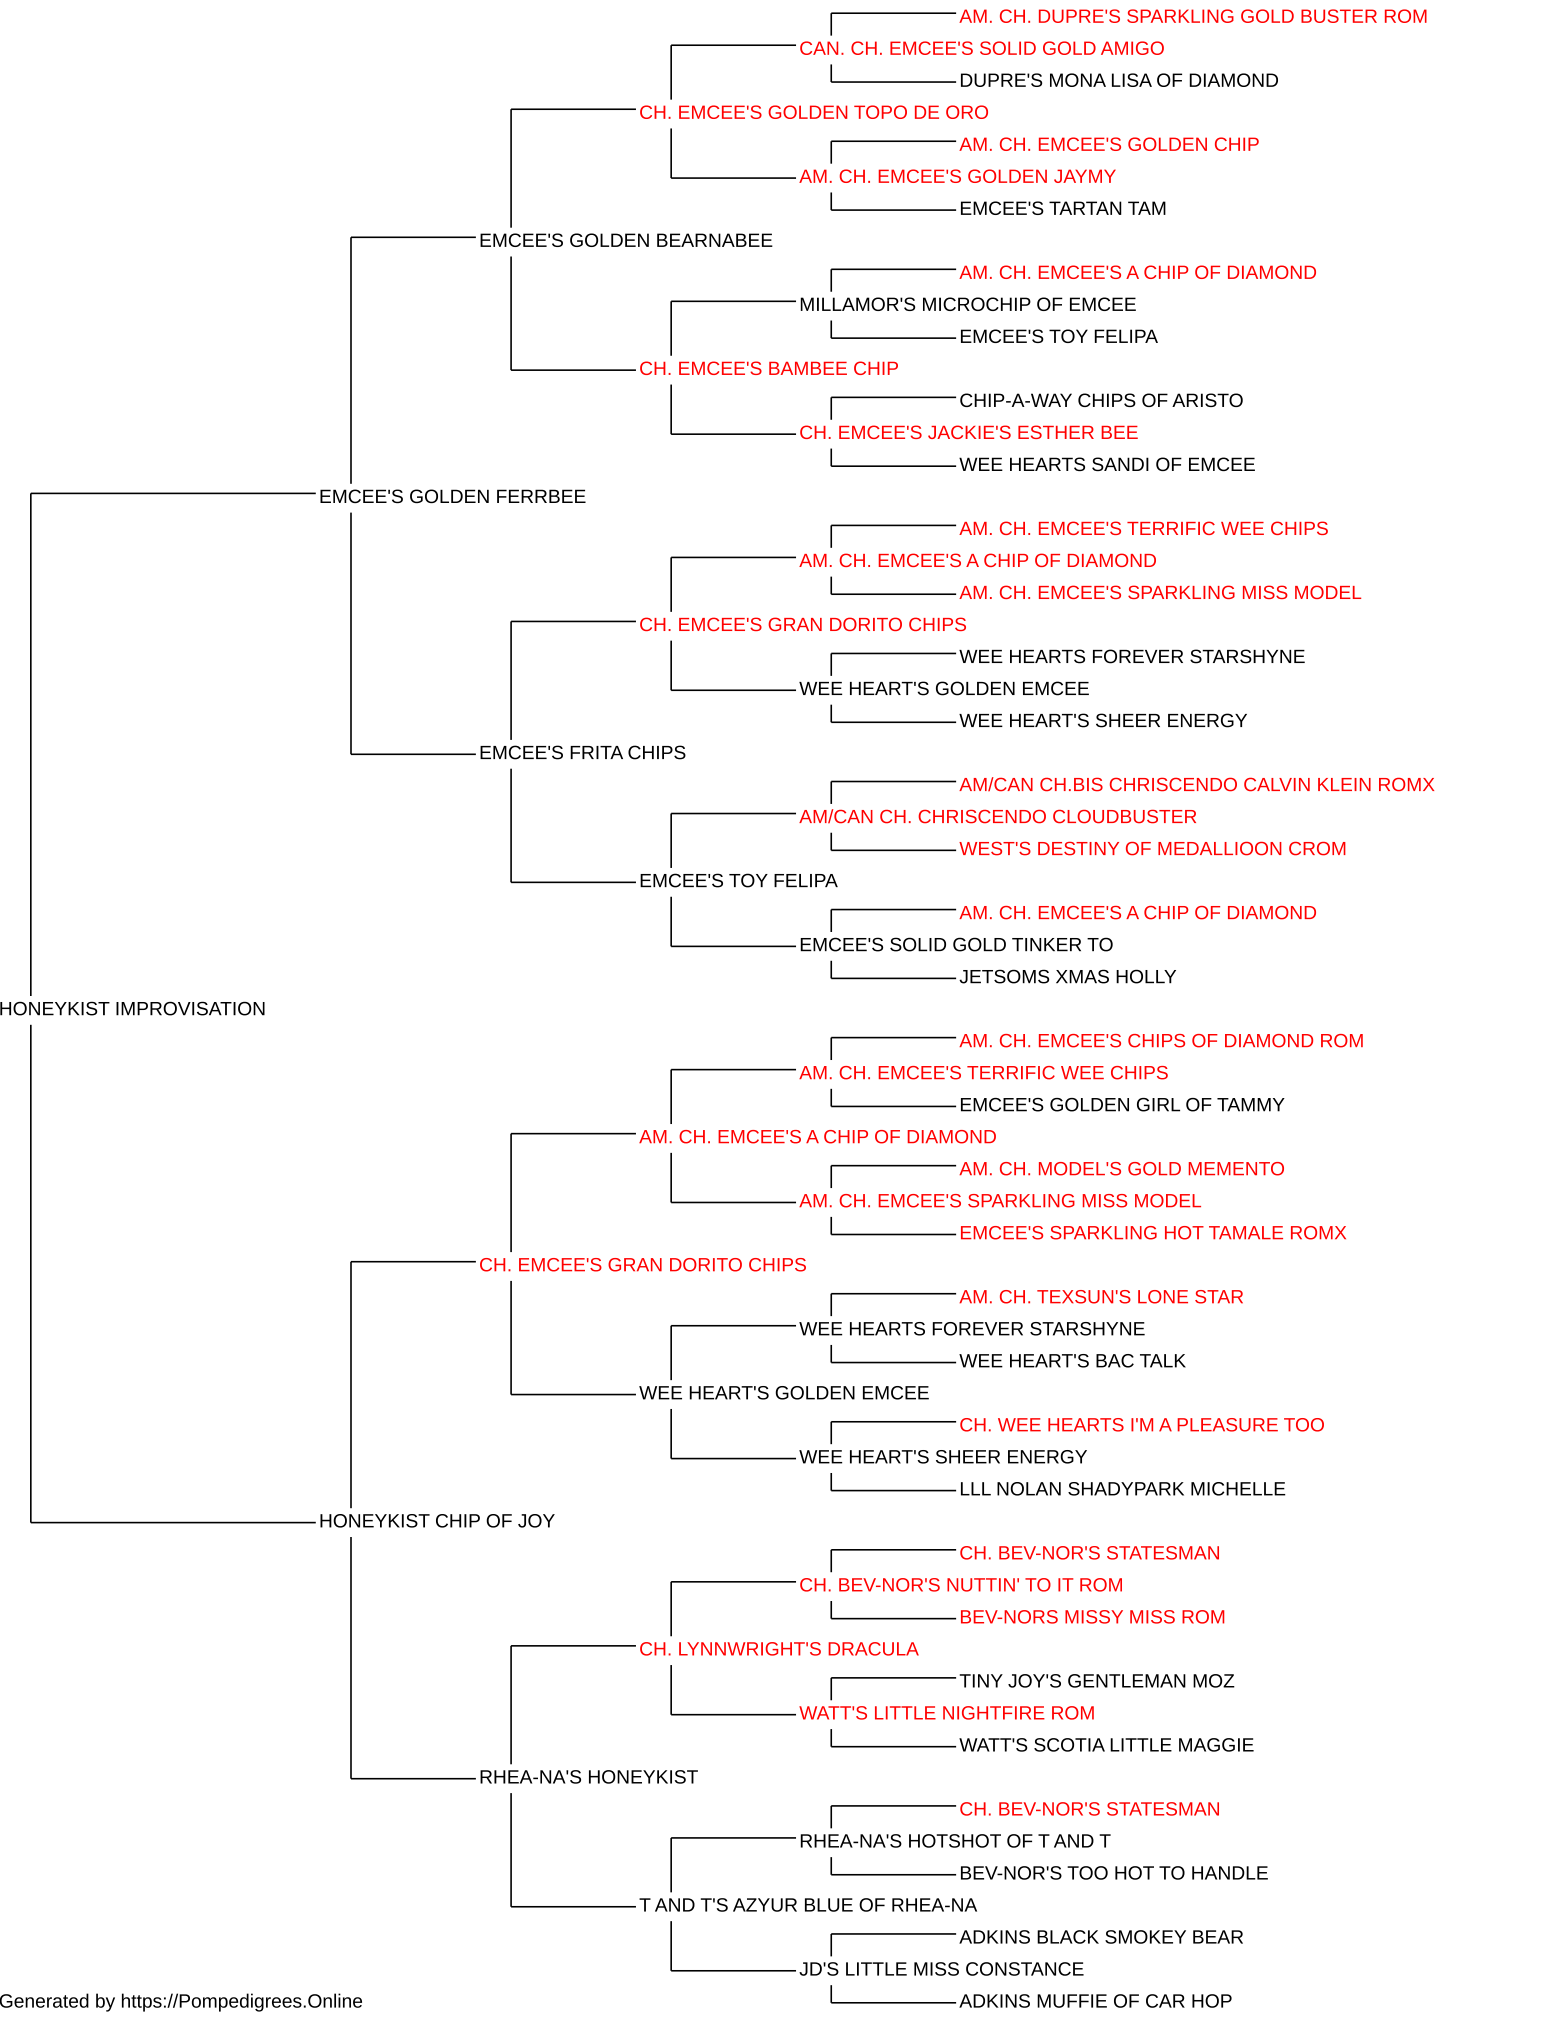 AM. CH. DUPRE'S SPARKLING GOLD BUSTER ROM
CAN. CH. EMCEE'S SOLID GOLD AMIGO
DUPRE'S MONA LISA OF DIAMOND
CH. EMCEE'S GOLDEN TOPO DE ORO
AM. CH. EMCEE'S GOLDEN CHIP
AM. CH. EMCEE'S GOLDEN JAYMY
EMCEE'S TARTAN TAM
EMCEE'S GOLDEN BEARNABEE
AM. CH. EMCEE'S A CHIP OF DIAMOND
MILLAMOR'S MICROCHIP OF EMCEE
EMCEE'S TOY FELIPA
CH. EMCEE'S BAMBEE CHIP
CHIP-A-WAY CHIPS OF ARISTO
CH. EMCEE'S JACKIE'S ESTHER BEE
WEE HEARTS SANDI OF EMCEE
EMCEE'S GOLDEN FERRBEE
AM. CH. EMCEE'S TERRIFIC WEE CHIPS
AM. CH. EMCEE'S A CHIP OF DIAMOND
AM. CH. EMCEE'S SPARKLING MISS MODEL
CH. EMCEE'S GRAN DORITO CHIPS
WEE HEARTS FOREVER STARSHYNE
WEE HEART'S GOLDEN EMCEE
WEE HEART'S SHEER ENERGY
EMCEE'S FRITA CHIPS
AM/CAN CH.BIS CHRISCENDO CALVIN KLEIN ROMX
AM/CAN CH. CHRISCENDO CLOUDBUSTER
WEST'S DESTINY OF MEDALLIOON CROM
EMCEE'S TOY FELIPA
AM. CH. EMCEE'S A CHIP OF DIAMOND
EMCEE'S SOLID GOLD TINKER TO
JETSOMS XMAS HOLLY
HONEYKIST IMPROVISATION
AM. CH. EMCEE'S CHIPS OF DIAMOND ROM
AM. CH. EMCEE'S TERRIFIC WEE CHIPS
EMCEE'S GOLDEN GIRL OF TAMMY
AM. CH. EMCEE'S A CHIP OF DIAMOND
AM. CH. MODEL'S GOLD MEMENTO
AM. CH. EMCEE'S SPARKLING MISS MODEL
EMCEE'S SPARKLING HOT TAMALE ROMX
CH. EMCEE'S GRAN DORITO CHIPS
AM. CH. TEXSUN'S LONE STAR
WEE HEARTS FOREVER STARSHYNE
WEE HEART'S BAC TALK
WEE HEART'S GOLDEN EMCEE
CH. WEE HEARTS I'M A PLEASURE TOO
WEE HEART'S SHEER ENERGY
LLL NOLAN SHADYPARK MICHELLE
HONEYKIST CHIP OF JOY
CH. BEV-NOR'S STATESMAN
CH. BEV-NOR'S NUTTIN' TO IT ROM
BEV-NORS MISSY MISS ROM
CH. LYNNWRIGHT'S DRACULA
TINY JOY'S GENTLEMAN MOZ
WATT'S LITTLE NIGHTFIRE ROM
WATT'S SCOTIA LITTLE MAGGIE
RHEA-NA'S HONEYKIST
CH. BEV-NOR'S STATESMAN
RHEA-NA'S HOTSHOT OF T AND T
BEV-NOR'S TOO HOT TO HANDLE
T AND T'S AZYUR BLUE OF RHEA-NA
ADKINS BLACK SMOKEY BEAR
JD'S LITTLE MISS CONSTANCE
ADKINS MUFFIE OF CAR HOP
Generated by https://Pompedigrees.Online